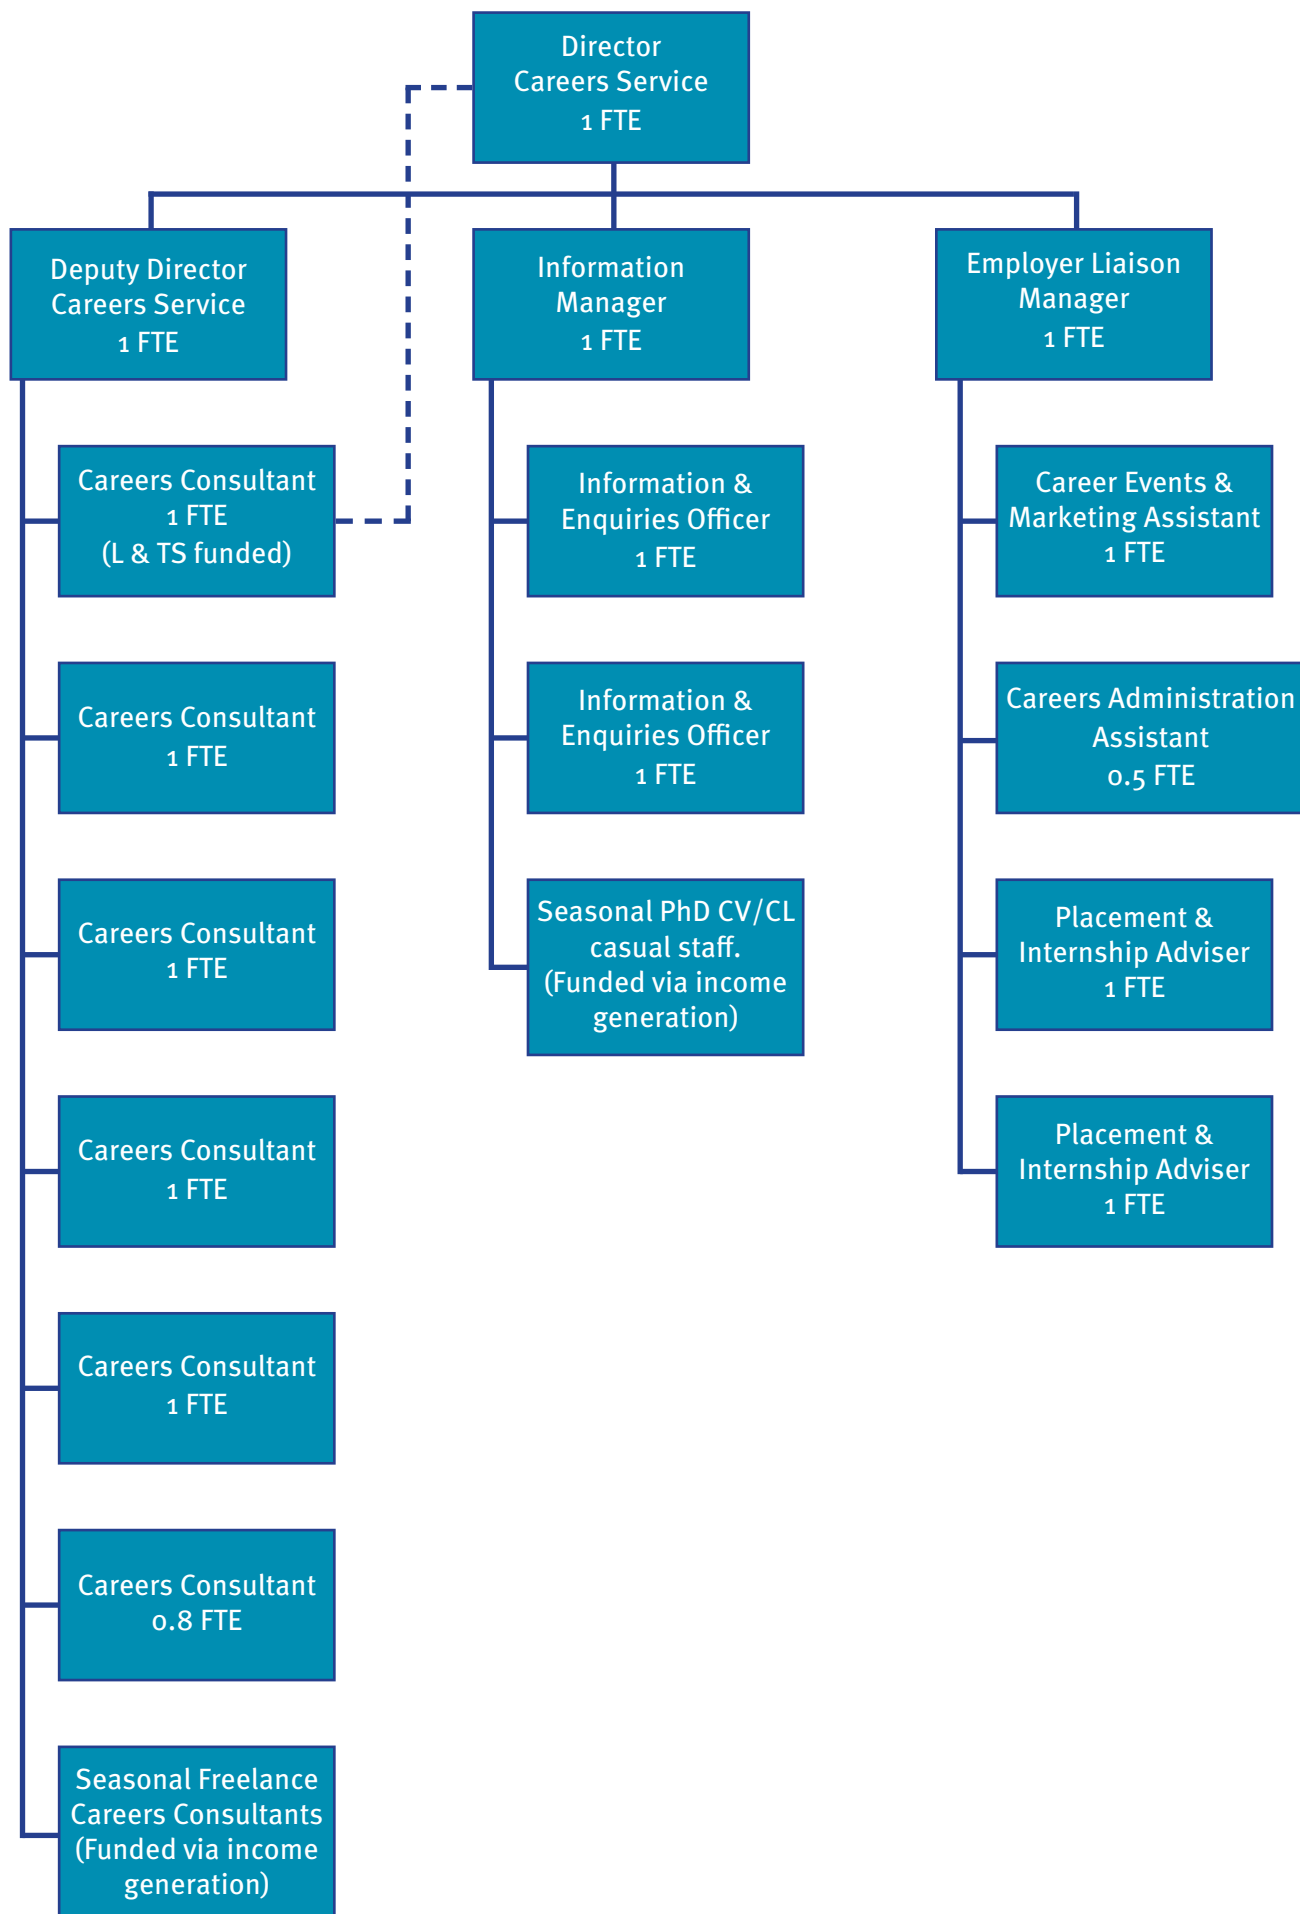 Director
Careers Service
1 FTE
Deputy Director
Careers Service
1 FTE
Information
Manager
1 FTE
Employer Liaison
Manager
1 FTE
Careers Consultant
1 FTE
(L & TS funded)
Careers Consultant
1 FTE
Careers Consultant
1 FTE
Careers Consultant
1 FTE
Careers Consultant
1 FTE
Careers Consultant
0.8 FTE
Seasonal Freelance
Careers Consultants
(Funded via income
generation)
Information &
Enquiries Officer
1 FTE
Information &
Enquiries Officer
1 FTE
Seasonal PhD CV/CL
casual staff.
(Funded via income
generation)
Career Events &
Marketing Assistant
1 FTE
Careers Administration
Assistant
0.5 FTE
Placement &
Internship Adviser
1 FTE
Placement &
Internship Adviser
1 FTE